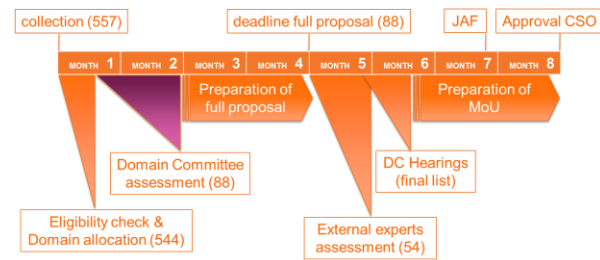 collection (557)
deadline full proposal (88)
JAF
Approval CSO
MONTH 1
MONTH 2
MONTH 3
MONTH 4
MONTH 5
MONTH 6
MONTH 7
MONTH 8
Preparation of
full proposal
Preparation of
MoU
Domain Committee
assessment (88)
DC Hearings
(final list)
Eligibility check &
Domain allocation (544)
External experts
assessment (54)